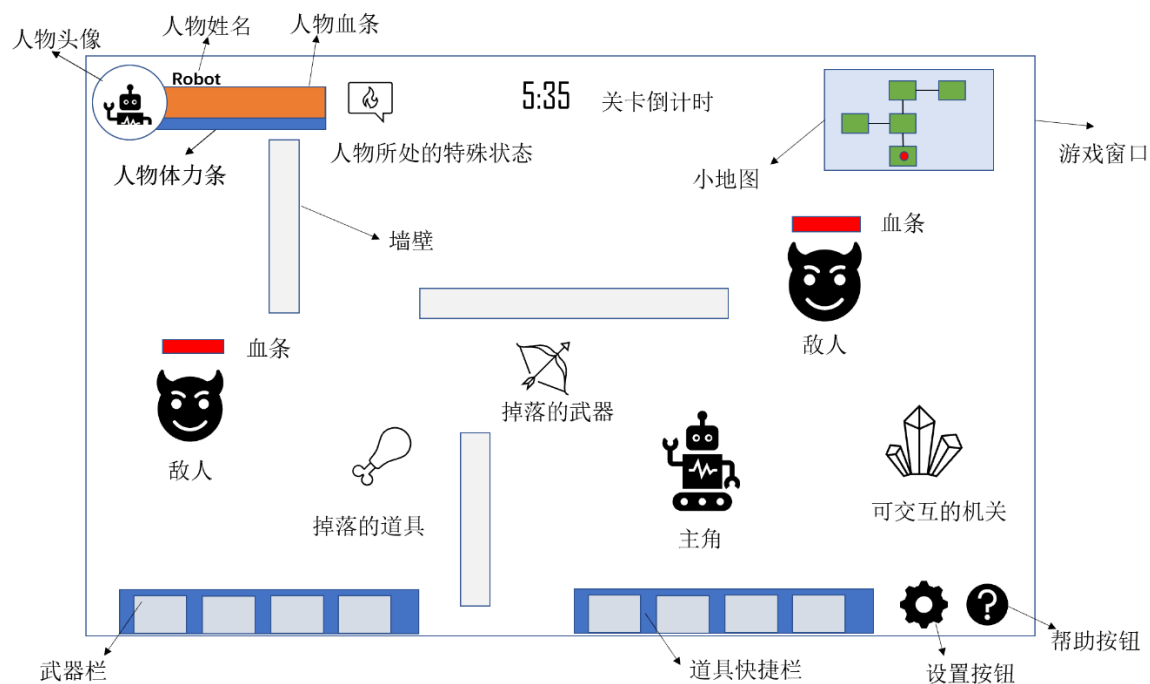 人物头像
人物姓名
人物血条
Robot
5:35
关卡倒计时
人物所处的特殊状态
人物体力条
小地图
游戏窗口
墙壁
血条
敌人
血条
敌人
掉落的武器
掉落的道具
主角
可交互的机关
武器栏
道具快捷栏
设置按钮
帮助按钮